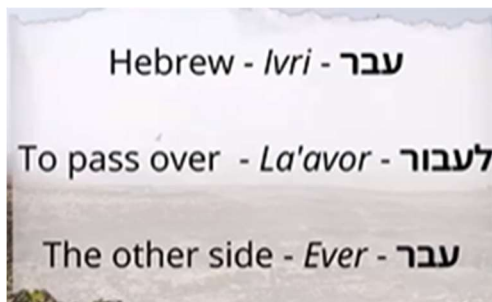 Hebrew - Ivri - עבר
To pass over - La'avor - לעבור
The other side - Ever - עבר